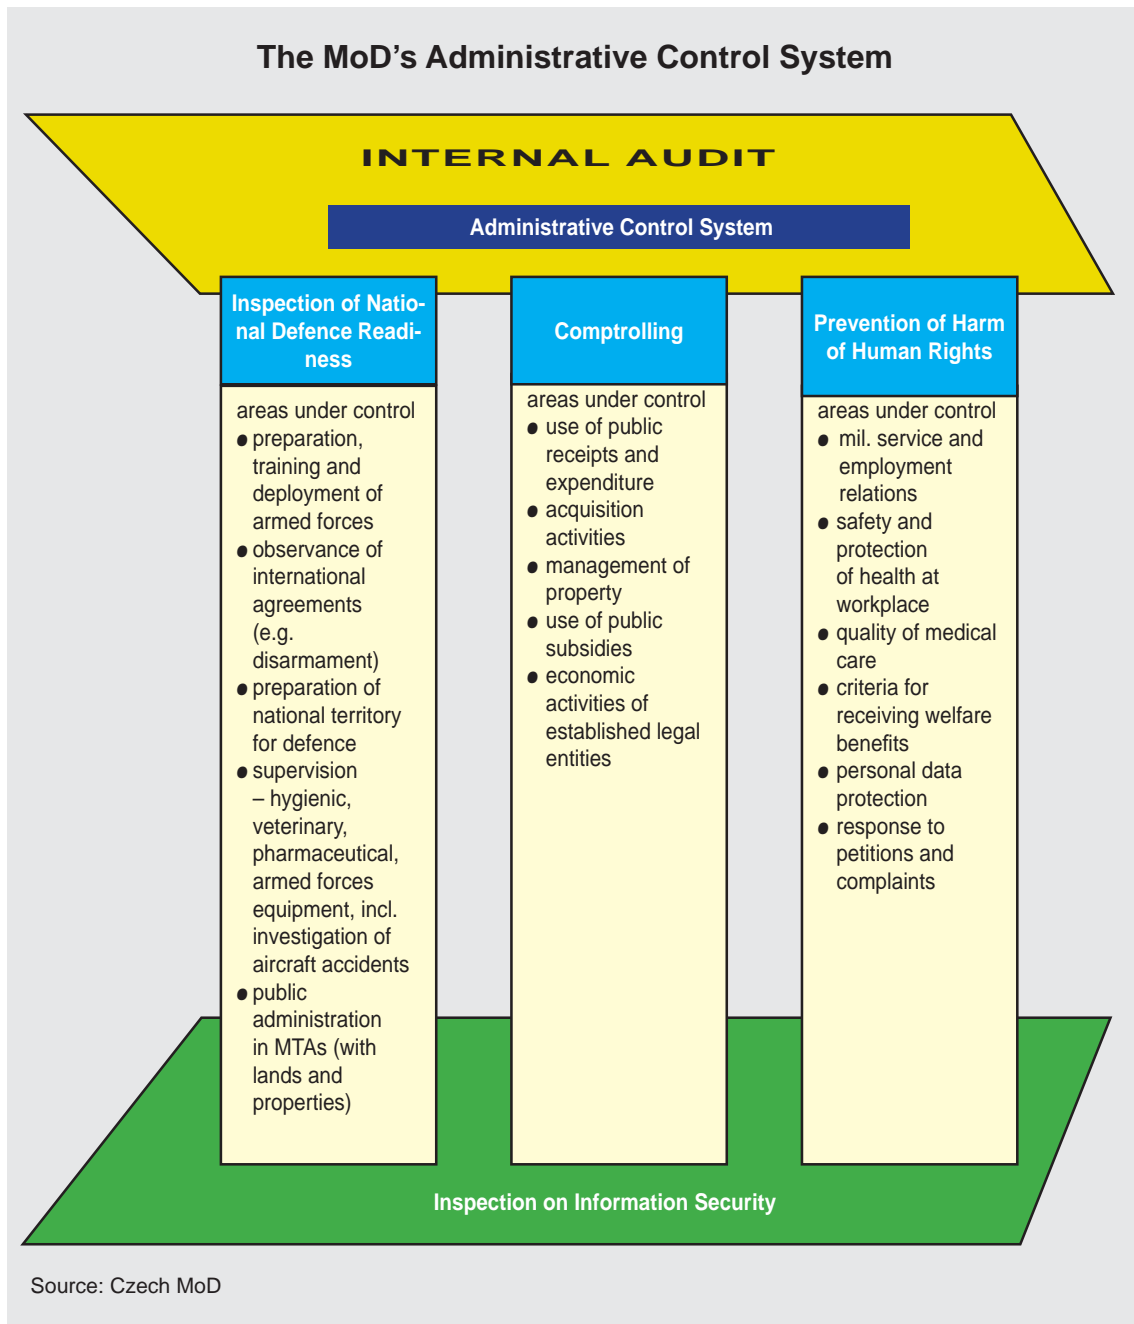 The MoD's Administrative Control System
INTERNAL AUDIT
Administrative Control System
Inspection of Natio-
nal Defence Readi-
ness
areas under control
● preparation,
training and
deployment of
armed forces
● observance of
international
agreements
(e.g.
disarmament)
● preparation of
national territory
for defence
● supervision
– hygienic,
veterinary,
pharmaceutical,
armed forces
equipment, incl.
investigation of
aircraft accidents
● public
administration
in MTAs (with
lands and
properties)
Comptrolling
areas under control
● use of public
receipts and
expenditure
● acquisition
activities
● management of
property
● use of public
subsidies
● economic
activities of
established legal
entities
Prevention of Harm
of Human Rights
areas under control
● mil. service and
employment
relations
● safety and
protection
of health at
workplace
● quality of medical
care
● criteria for
receiving welfare
benefits
● personal data
protection
● response to
petitions and
complaints
Inspection on Information Security
Source: Czech MoD